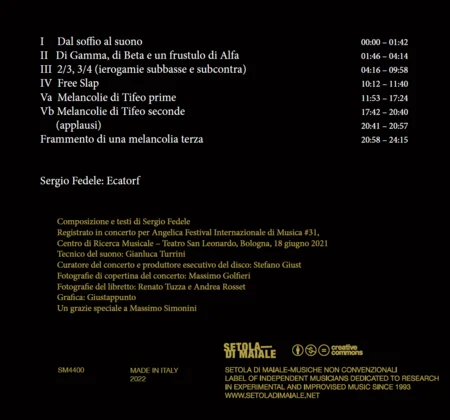 I Dal soffio al suono 00:00 – 01:42
II Di Gamma, di Beta e un frustulo di Alfa 01:46 – 04:14
III 2/3, 3/4 (ierogamie subbasse e subcontra) 04:16 – 09:58
IV Free Slap 10:12 – 11:40
Va Melancolie di Tifeo prime 11:53 – 17:24
Vb Melancolie di Tifeo seconde 17:42 – 20:40
(applausi) 20:41 – 20:57
Frammento di una melancolia terza 20:58 – 24:15
Sergio Fedele: Ecatorf
Composizione e testi di Sergio Fedele
Registrato in concerto per Angelica Festival Internazionale di Musica #31,
Centro di Ricerca Musicale – Teatro San Leonardo, Bologna, 18 giugno 2021
Tecnico del suono: Gianluca Turrini
Curatore del concerto e produttore esecutivo del disco: Stefano Giust
Fotografie di copertina del concerto: Massimo Golfieri
Fotografie del libretto: Renato Tuzza e Andrea Rosset
Grafica: Giustappunto
Un grazie speciale a Massimo Simonini
SETOLA
DI MAIALE
creative
commons
SM4400
MADE IN ITALY
2022
SETOLA DI MAIALE-MUSICHE NON CONVENZIONALI
LABEL OF INDEPENDENT MUSICIANS DEDICATED TO RESEARCH
IN EXPERIMENTAL AND IMPROVISED MUSIC SINCE 1993
WWW.SETOLADIMAIALE.NET